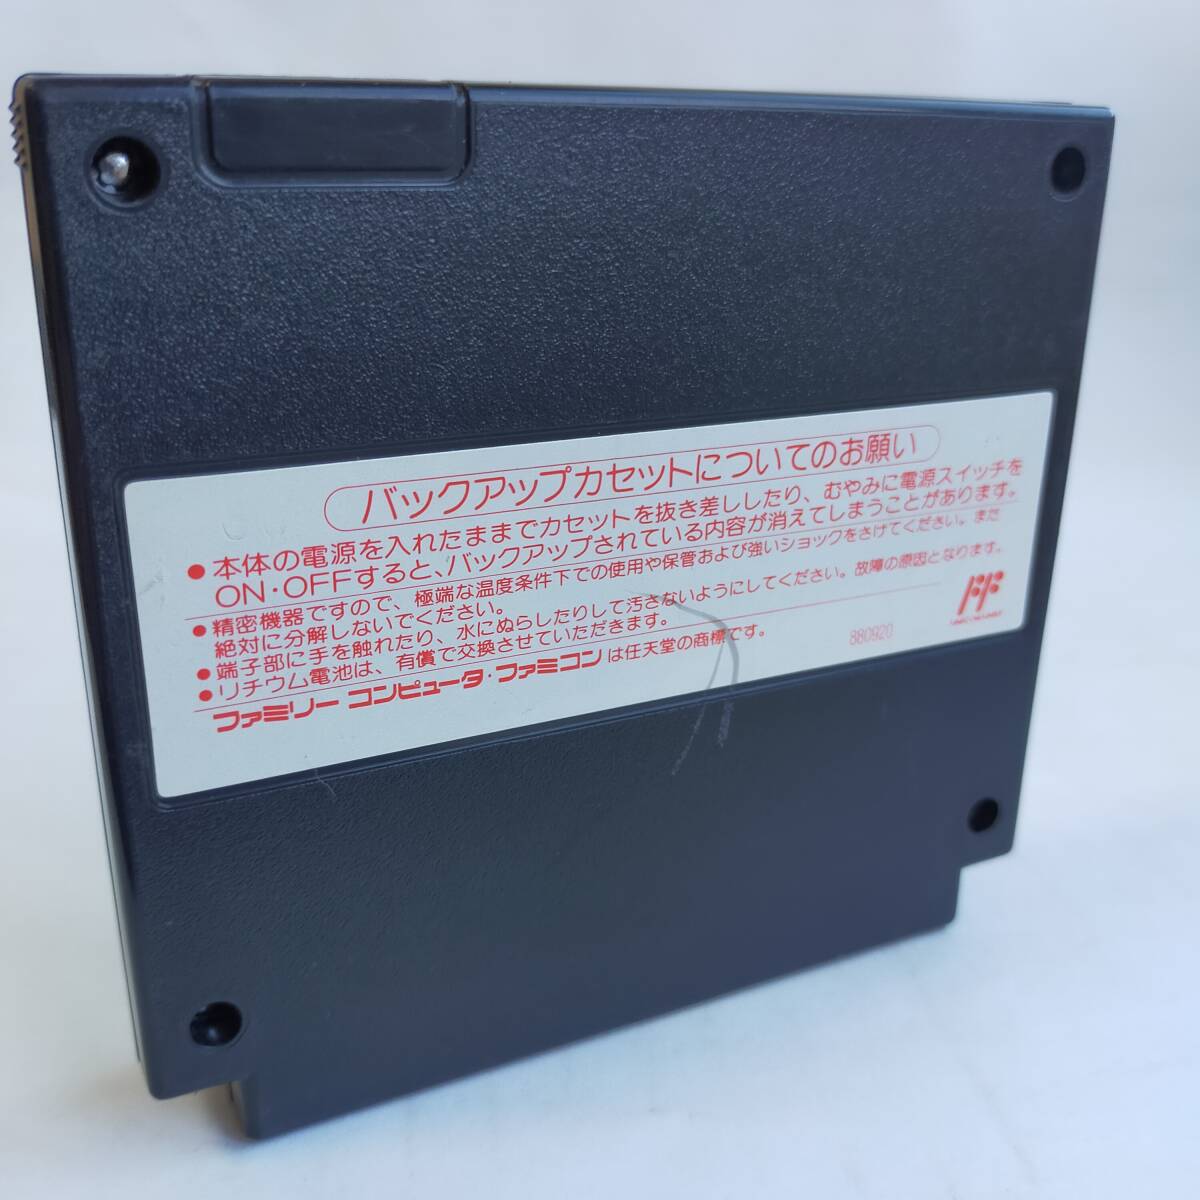 バックアップカセットについてのお願い
●本体の電源を入れたままでカセットを抜き差ししたり、むやみに電源スイッチを
ON・OFFすると、バックアップされている内容が消えてしまうことがあります。
●精密機器ですので、極端な温度条件下での使用や保管および強いショックをさけてください。また
絶対に分解しないでください。
●端子部に手を触れたり、水にぬらしたりして汚さないようにしてください。故障の原因となります。
●リチウム電池は、有償で交換させていただきます。
ファミリーコンピュータ・ファミコンは任天堂の商標です。
880920